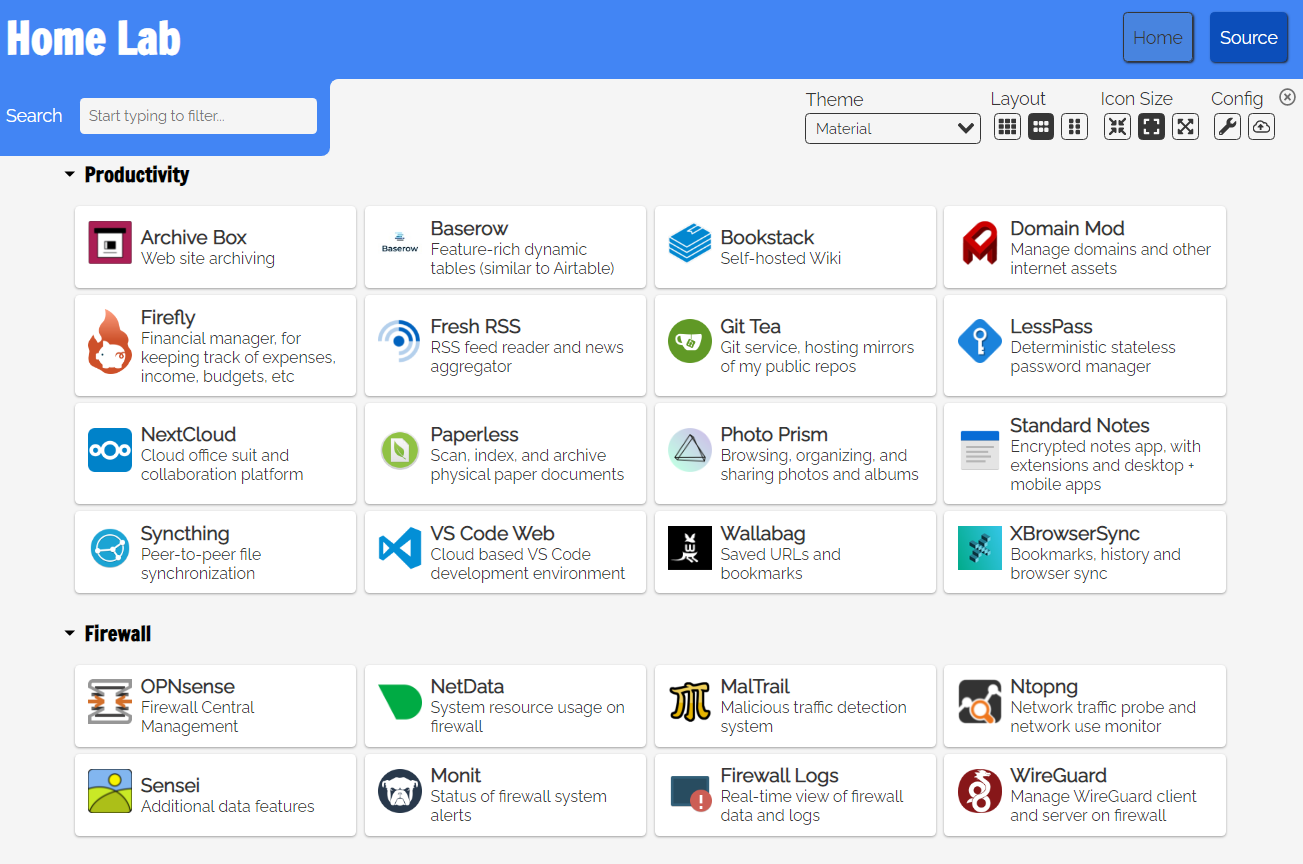 Home Lab
Home
Source
Search
Start typing to filter...
Theme
Layout
Icon Size
Config
Material
Productivity
Archive Box
Web site archiving
Baserow
Baserow
Feature-rich dynamic
tables (similar to Airtable)
Bookstack
Self-hosted Wiki
Domain Mod
Manage domains and other
internet assets
Firefly
Financial manager, for
keeping track of expenses,
income, budgets, etc
Fresh RSS
RSS feed reader and news
aggregator
Git Tea
Git service, hosting mirrors
of my public repos
LessPass
Deterministic stateless
password manager
NextCloud
Cloud office suit and
collaboration platform
Paperless
Scan, index, and archive
physical paper documents
Photo Prism
Browsing, organizing, and
sharing photos and albums
Standard Notes
Encrypted notes app, with
extensions and desktop +
mobile apps
Syncthing
Peer-to-peer file
synchronization
VS Code Web
Cloud based VS Code
development environment
Wallabag
Saved URLs and
bookmarks
XBrowserSync
Bookmarks, history and
browser sync
Firewall
OPNsense
Firewall Central
Management
NetData
System resource usage on
firewall
MalTrail
Malicious traffic detection
system
Ntopng
Network traffic probe and
network use monitor
Sensei
Additional data features
Monit
Status of firewall system
alerts
Firewall Logs
Real-time view of firewall
data and logs
WireGuard
Manage WireGuard client
and server on firewall